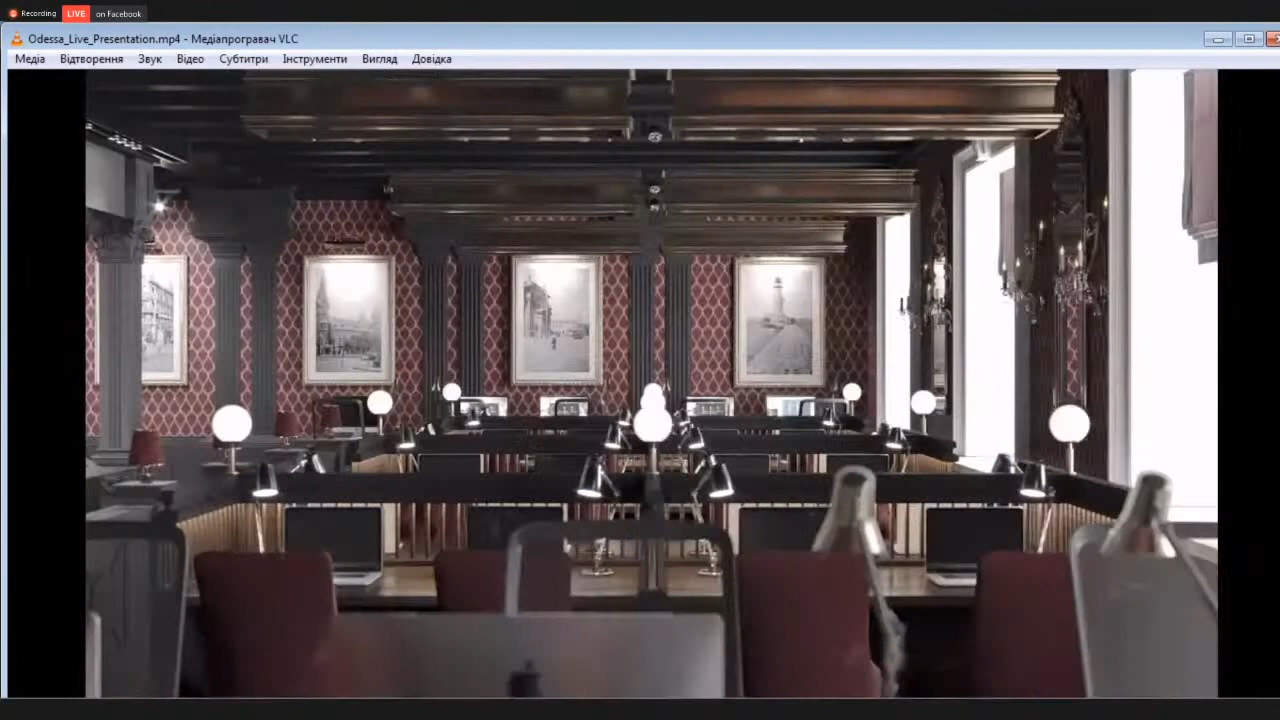 Recording LIVE on Facebook
Odessa_Live_Presentation.mp4 - Медіапрогравач VLC
Медіа Відтворення Звук Відео Субтитри Інструменти Вигляд Довідка